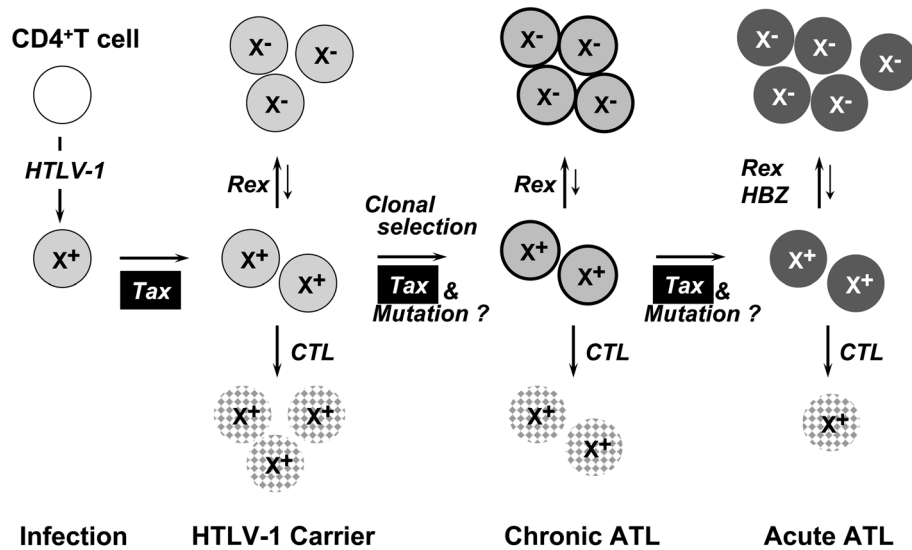 CD4⁺T cell
X⁻
X⁻
X⁻
X⁻
X⁻
X⁻
X⁻
X⁻
X⁻
X⁻
X⁻
X⁻
HTLV-1
Rex
Rex
Rex
HBZ
Clonal
selection
X⁺
X⁺
X⁺
X⁺
X⁺
X⁺
X⁺
Tax
Tax &
Mutation ?
Tax &
Mutation ?
CTL
CTL
CTL
X⁺
X⁺
X⁺
X⁺
X⁺
X⁺
Infection
HTLV-1 Carrier
Chronic ATL
Acute ATL